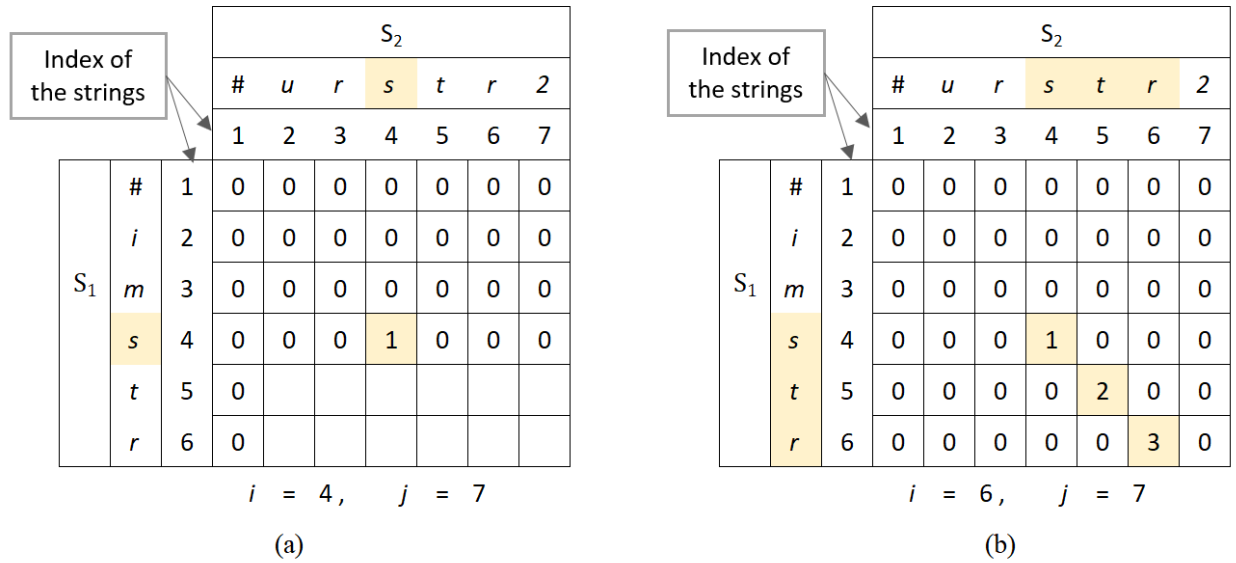 Index of
the strings
S₂
# u r s t r 2
1 2 3 4 5 6 7
S₁
# 1 0 0 0 0 0 0 0
i 2 0 0 0 0 0 0 0
m 3 0 0 0 0 0 0 0
s 4 0 0 0 1 0 0 0
t 5 0
r 6 0
i = 4, j = 7
(a)
Index of
the strings
S₂
# u r s t r 2
1 2 3 4 5 6 7
S₁
# 1 0 0 0 0 0 0 0
i 2 0 0 0 0 0 0 0
m 3 0 0 0 0 0 0 0
s 4 0 0 0 1 0 0 0
t 5 0 0 0 0 2 0 0
r 6 0 0 0 0 0 3 0
i = 6, j = 7
(b)